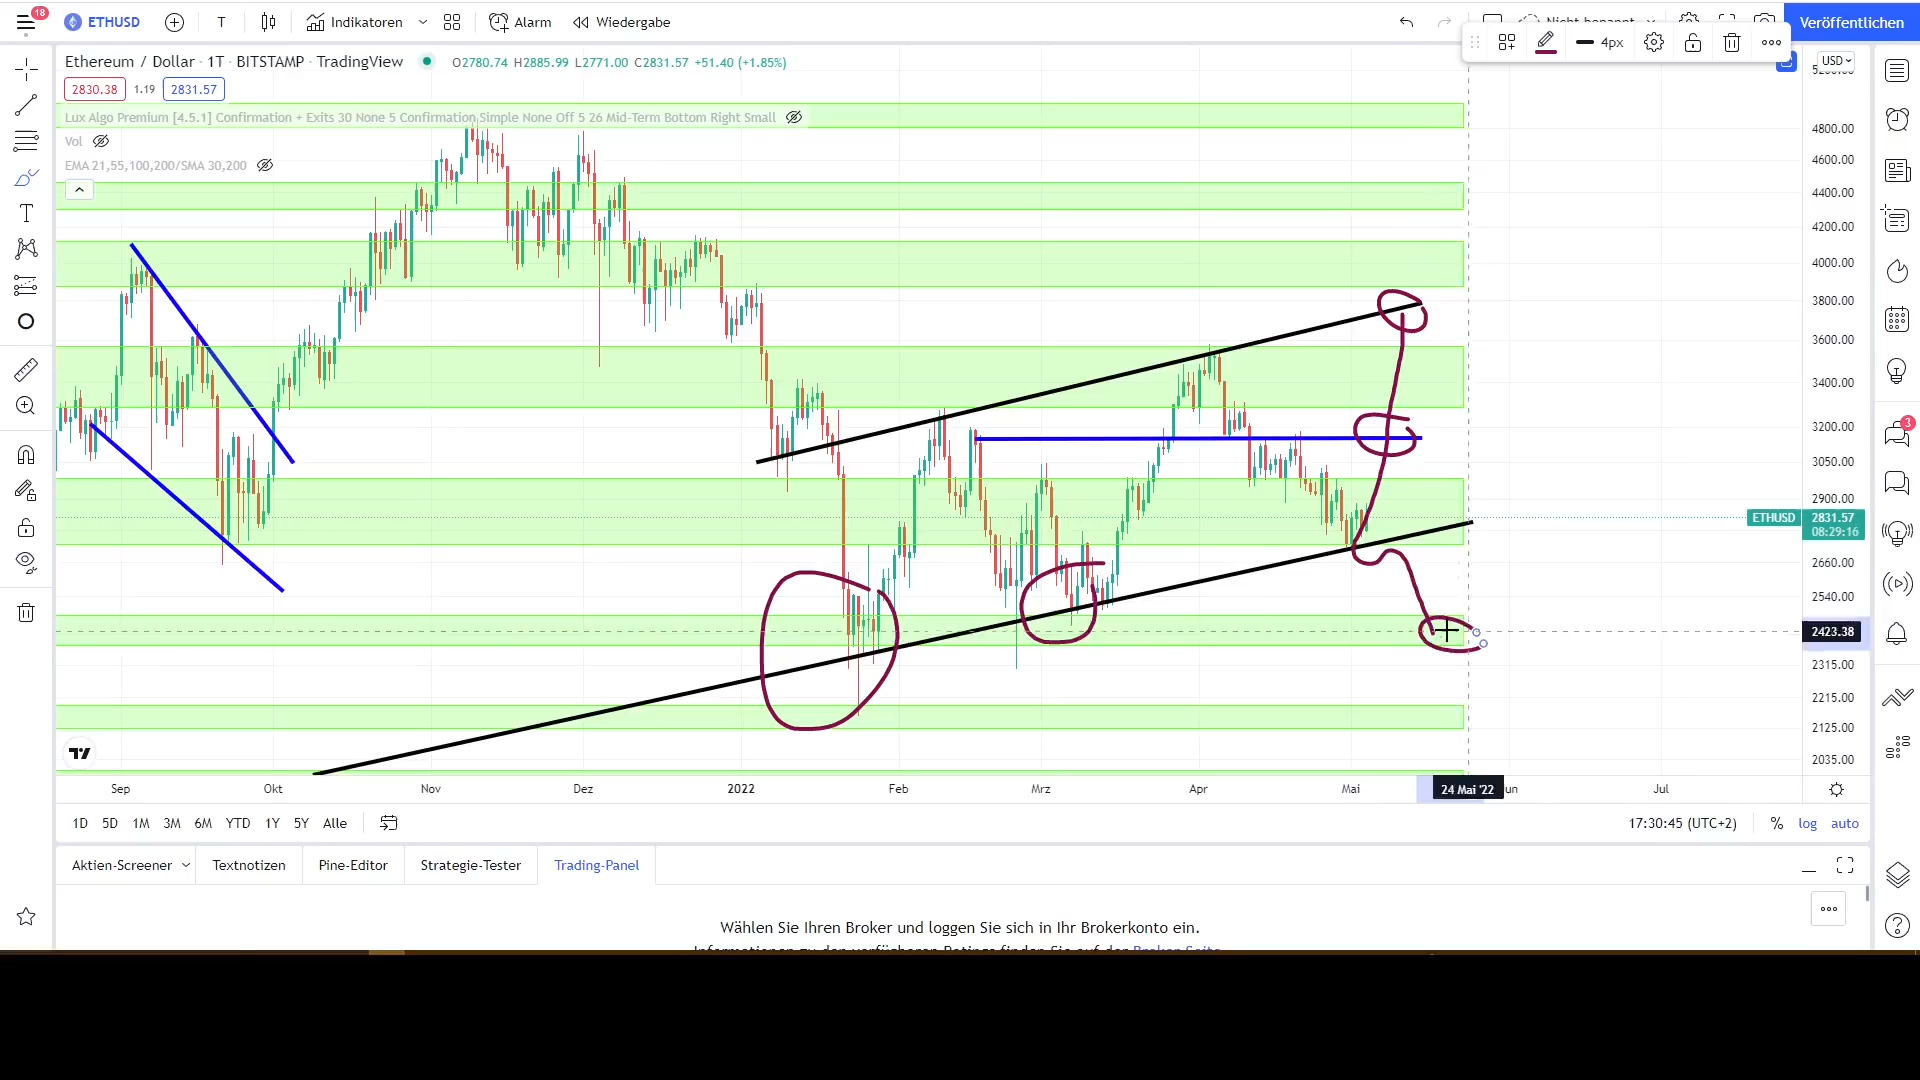 18
ETHUSD
T
Indikatoren
Alarm
Wiedergabe
Veröffentlichen
4px
Ethereum / Dollar · 1T · BITSTAMP · TradingView
O2780.74 H2885.99 L2771.00 C2831.57 +51.40 (+1.85%)
USD
2830.38
1.19
2831.57
Lux Algo Premium [4.5.1] Confirmation + Exits 30 None 5 Confirmation Simple None Off 5 26 Mid-Term Bottom Right Small
Vol
EMA 21,55,100,200/SMA 30,200
4800.00
4600.00
4400.00
4200.00
4000.00
3800.00
3600.00
3400.00
3200.00
3050.00
2900.00
ETHUSD
2831.57
08:29:16
2660.00
2540.00
2423.38
2315.00
2215.00
2125.00
2035.00
3
Sep
Okt
Nov
Dez
2022
Feb
Mrz
Apr
Mai
24 Mai '22
Jul
1D 5D 1M 3M 6M YTD 1Y 5Y Alle
17:30:45 (UTC+2)
% log auto
Aktien-Screener
Textnotizen
Pine-Editor
Strategie-Tester
Trading-Panel
Wählen Sie Ihren Broker und loggen Sie sich in Ihr Brokerkonto ein.